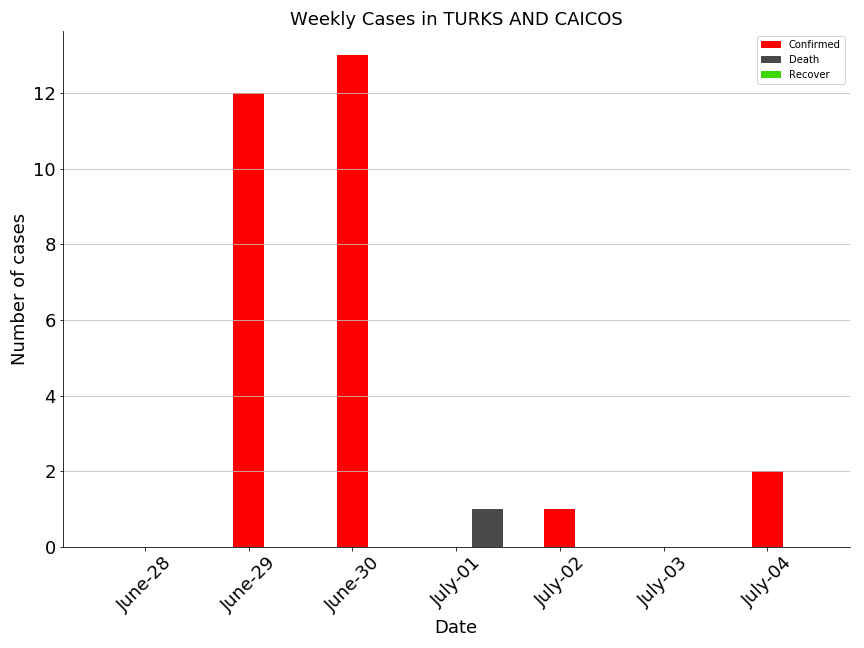 Weekly Cases in TURKS AND CAICOS
Confirmed
Death
Recover
Number of cases
12
10
8
6
4
2
0
June-28
June-29
June-30
July-01
July-02
July-03
July-04
Date